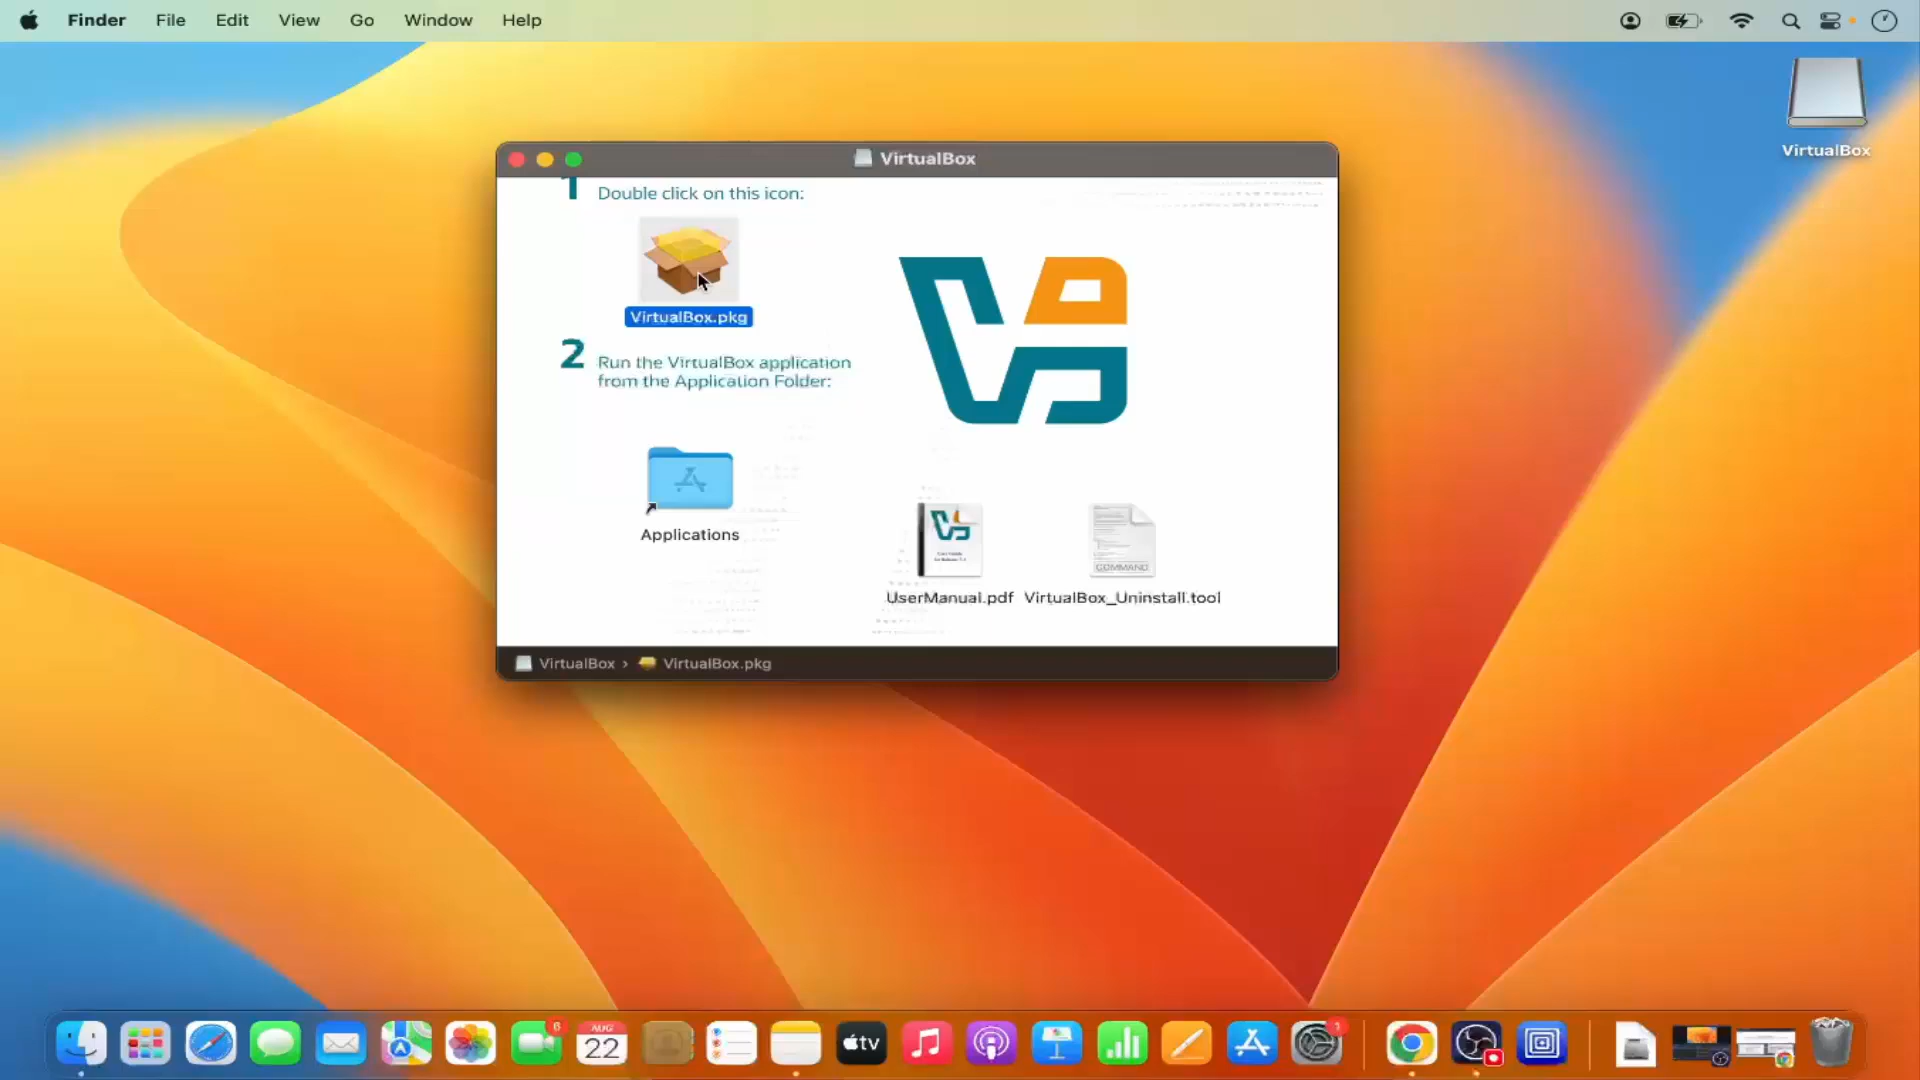 Finder File Edit View Go Window Help
VirtualBox
VirtualBox
1 Double click on this icon:
VirtualBox.pkg
2 Run the VirtualBox application
from the Application Folder:
Applications
COMMAND
UserManual.pdf VirtualBox_Uninstall.tool
VirtualBox › VirtualBox.pkg
6
AUG
22
tv
1